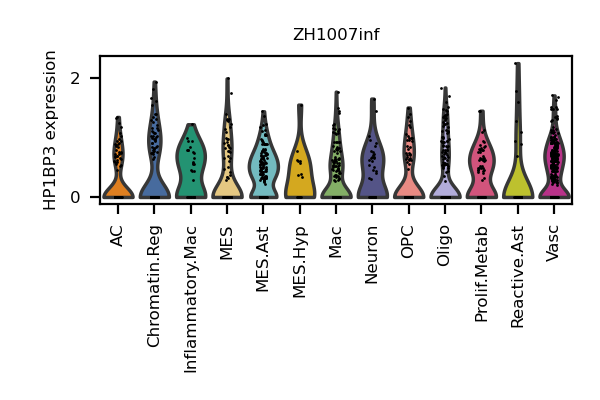 ZH1007inf
HP1BP3 expression
2
0
AC
Chromatin.Reg
Inflammatory.Mac
MES
MES.Ast
MES.Hyp
Mac
Neuron
OPC
Oligo
Prolif.Metab
Reactive.Ast
Vasc